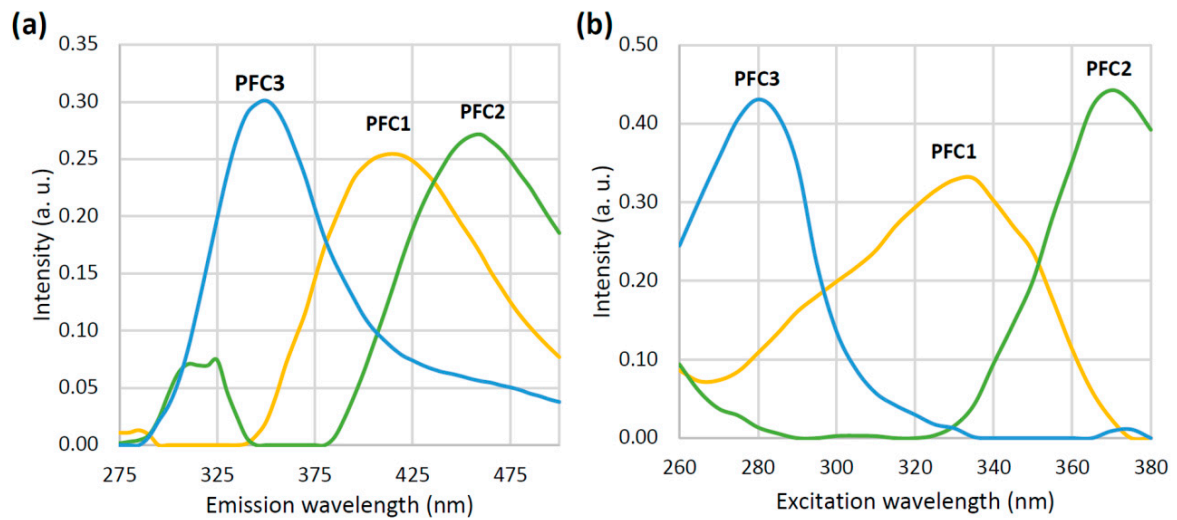 (a)
0.35
0.30
0.25
0.20
0.15
0.10
0.05
0.00
Intensity (a. u.)
PFC3
PFC1
PFC2
275 325 375 425 475
Emission wavelength (nm)
(b)
0.50
0.40
0.30
0.20
0.10
0.00
Intensity (a. u.)
PFC3
PFC2
PFC1
260 280 300 320 340 360 380
Excitation wavelength (nm)